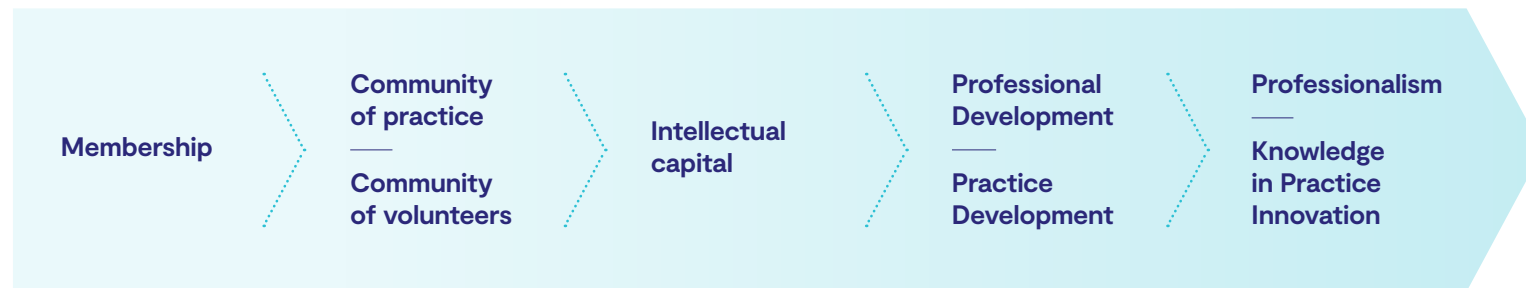 Membership
Community
of practice
Community
of volunteers
Intellectual
capital
Professional
Development
Practice
Development
Professionalism
Knowledge
in Practice
Innovation